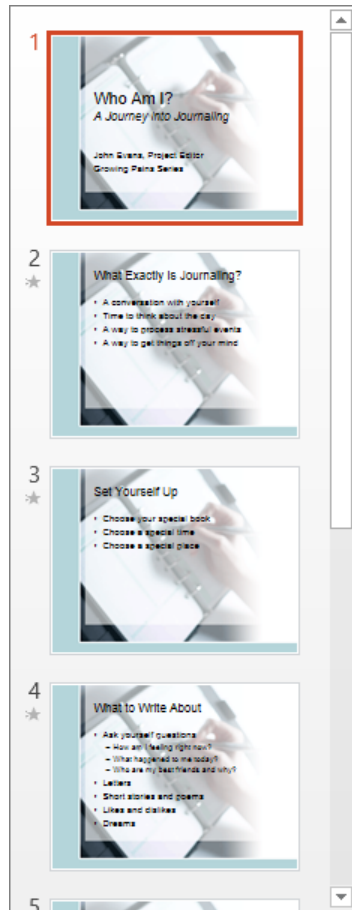 1
Who Am I?
A Journey into Journaling
John Evans, Project Editor
Growing Pains Series
2
What Exactly Is Journaling?
• A conversation with yourself
• Time to think about the day
• A way to process stressful events
• A way to get things off your mind
3
Set Yourself Up
• Choose your special book
• Choose a special time
• Choose a special place
4
What to Write About
• Ask yourself questions
– How am I feeling right now?
– What happened to me today?
– Who are my best friends and why?
• Letters
• Short stories and poems
• Likes and dislikes
• Dreams
5